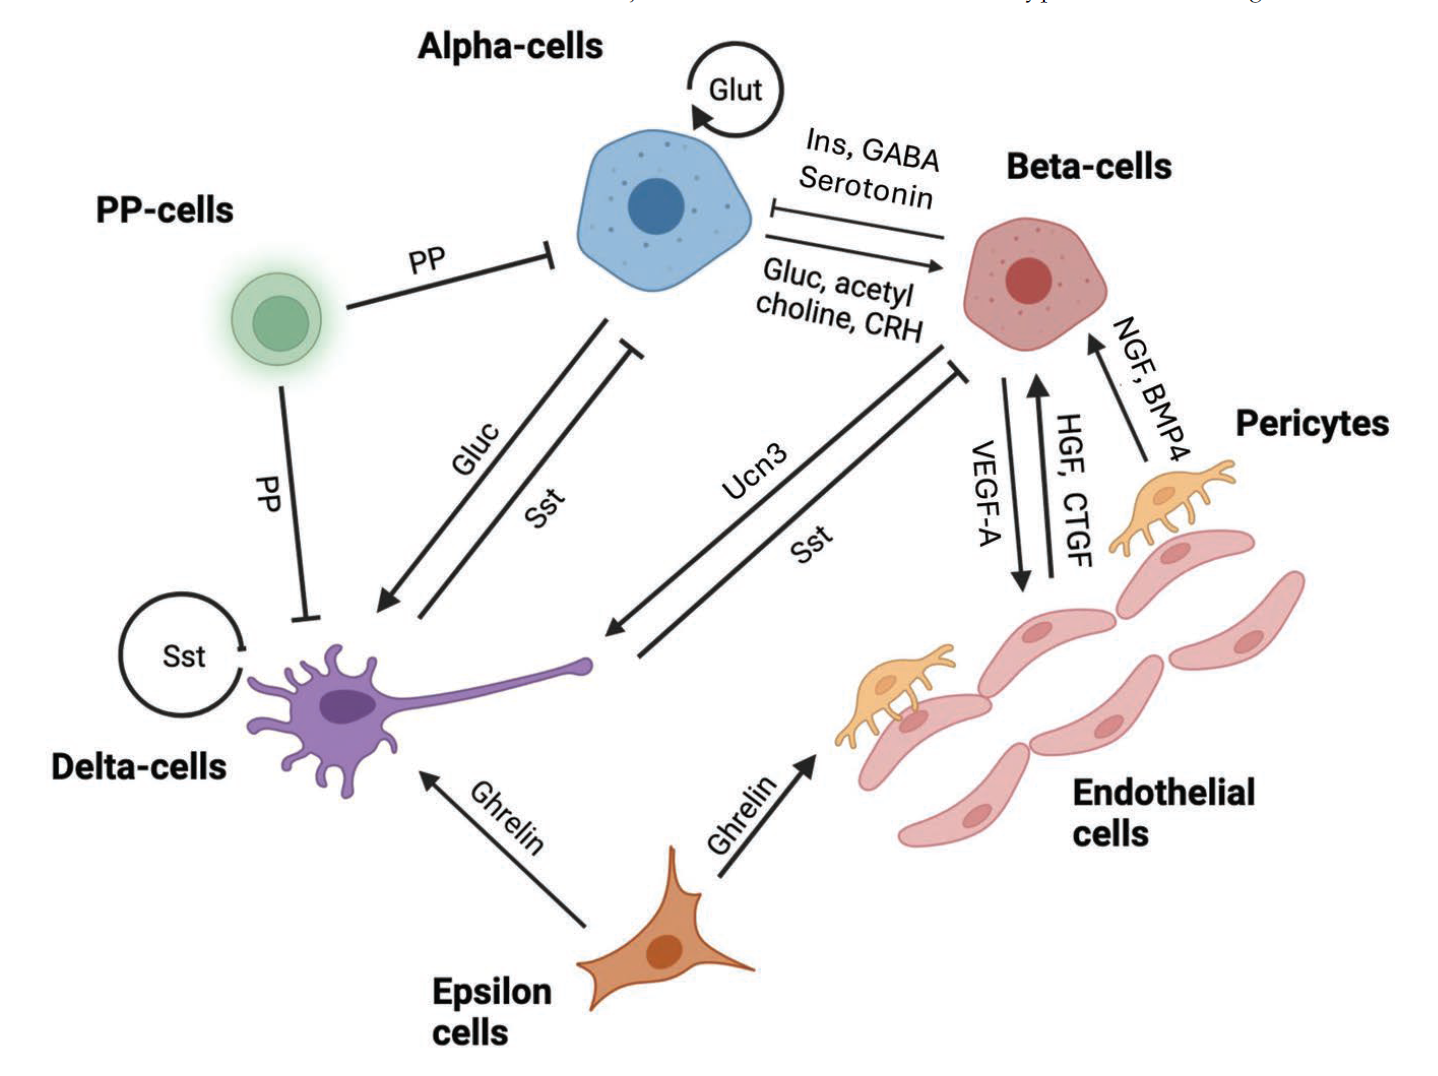 Alpha-cells
Glut
Ins, GABA
Serotonin
Beta-cells
PP-cells
PP
Gluc, acetyl
choline, CRH
NGF, BMP4
Pericytes
Gluc
Sst
Ucn3
Sst
VEGF-A
HGF, CTGF
PP
Sst
Delta-cells
Ghrelin
Ghrelin
Endothelial
cells
Epsilon
cells